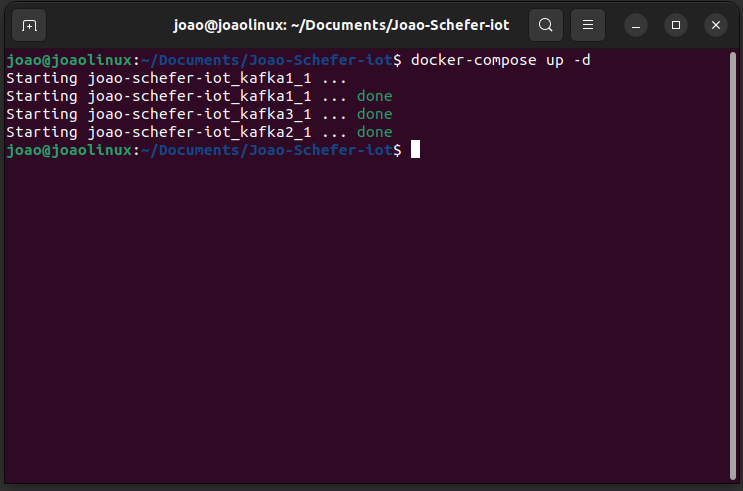 joao@joaolinux: ~/Documents/Joao-Schefer-iot
joao@joaolinux:~/Documents/Joao-Schefer-iot$ docker-compose up -d
Starting joao-schefer-iot_kafka1_1 ...
Starting joao-schefer-iot_kafka1_1 ... done
Starting joao-schefer-iot_kafka3_1 ... done
Starting joao-schefer-iot_kafka2_1 ... done
joao@joaolinux:~/Documents/Joao-Schefer-iot$